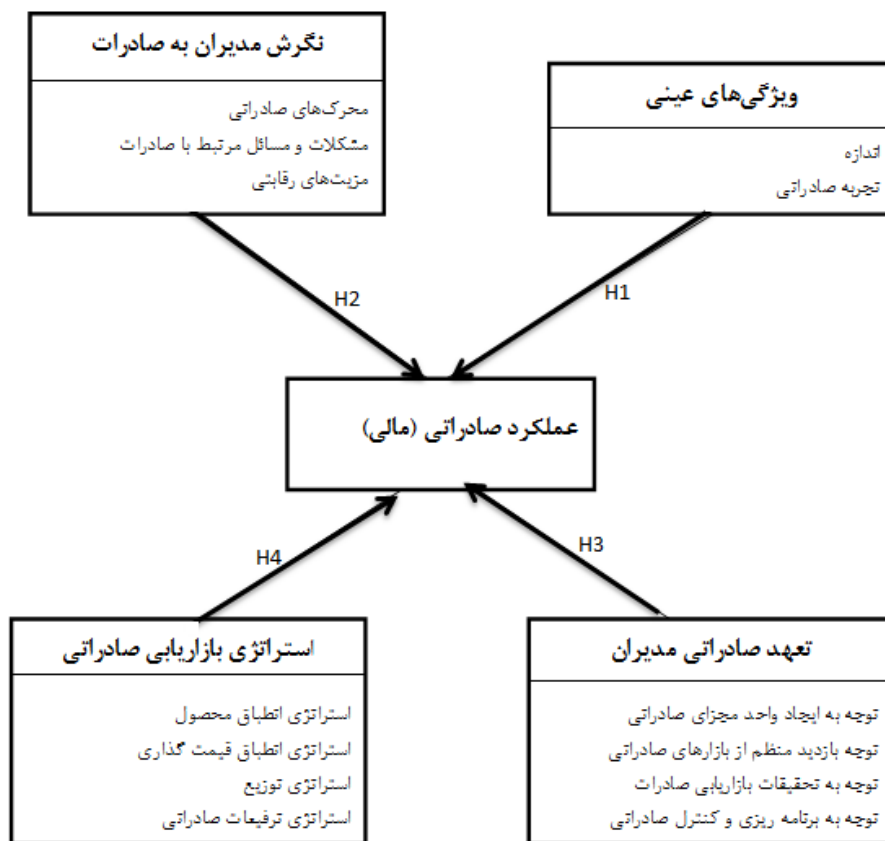 نگرش مدیران به صادرات
محرک‌های صادراتی
مشکلات و مسائل مرتبط با صادرات
مزیت‌های رقابتی
ویژگی‌های عینی
اندازه
تجربه صادراتی
H2
H1
عملکرد صادراتی (مالی)
H4
H3
استراتژی بازاریابی صادراتی
استراتژی انطباق محصول
استراتژی انطباق قیمت گذاری
استراتژی توزیع
استراتژی ترفیعات صادراتی
تعهد صادراتی مدیران
توجه به ایجاد واحد مجزای صادراتی
توجه بازدید منظم از بازارهای صادراتی
توجه به تحقیقات بازاریابی صادرات
توجه به برنامه ریزی و کنترل صادراتی